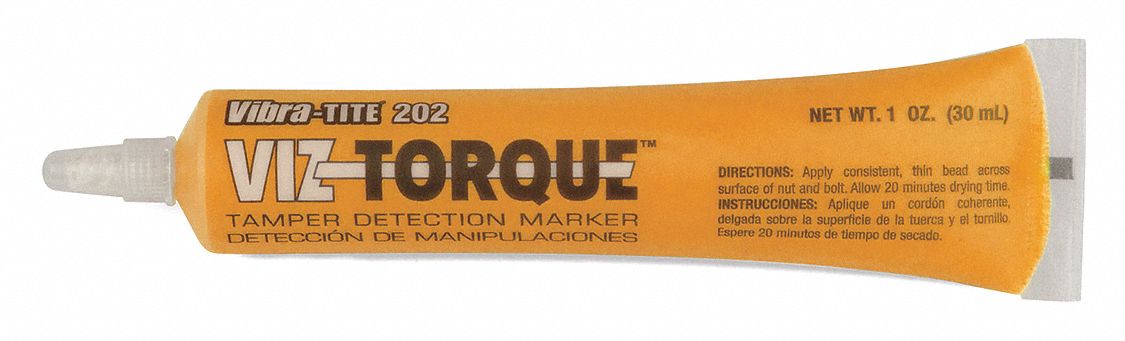 Vibra-TITE 202
VIZ-TORQUE™
TAMPER DETECTION MARKER
DETECCIÓN DE MANIPULACIONES
NET WT. 1 OZ. (30 mL)
DIRECTIONS: Apply consistent, thin bead across
surface of nut and bolt. Allow 20 minutes drying time.
INSTRUCCIONES: Aplique un cordón coherente,
delgada sobre la superficie de la tuerca y el tornillo.
Espere 20 minutos de tiempo de secado.